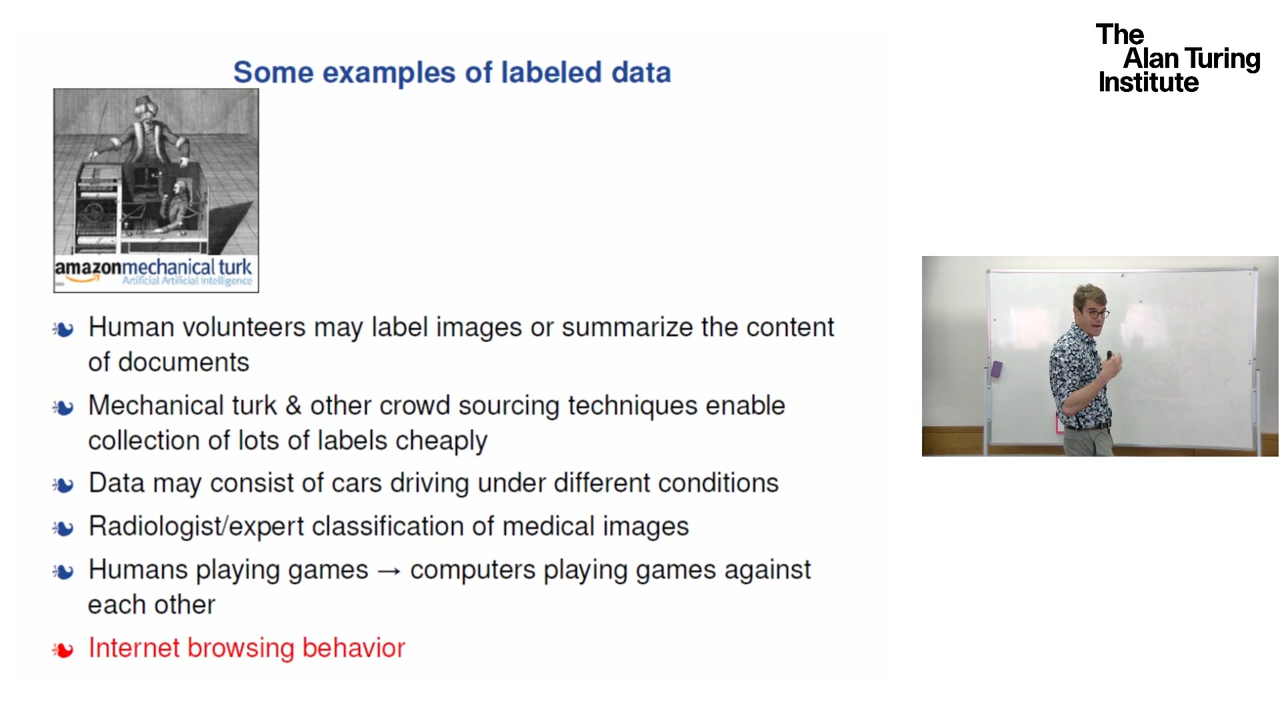 The
Alan Turing
Institute
Some examples of labeled data
amazonmechanical turk
Artificial Artificial Intelligence
Human volunteers may label images or summarize the content
of documents
Mechanical turk & other crowd sourcing techniques enable
collection of lots of labels cheaply
Data may consist of cars driving under different conditions
Radiologist/expert classification of medical images
Humans playing games → computers playing games against
each other
Internet browsing behavior